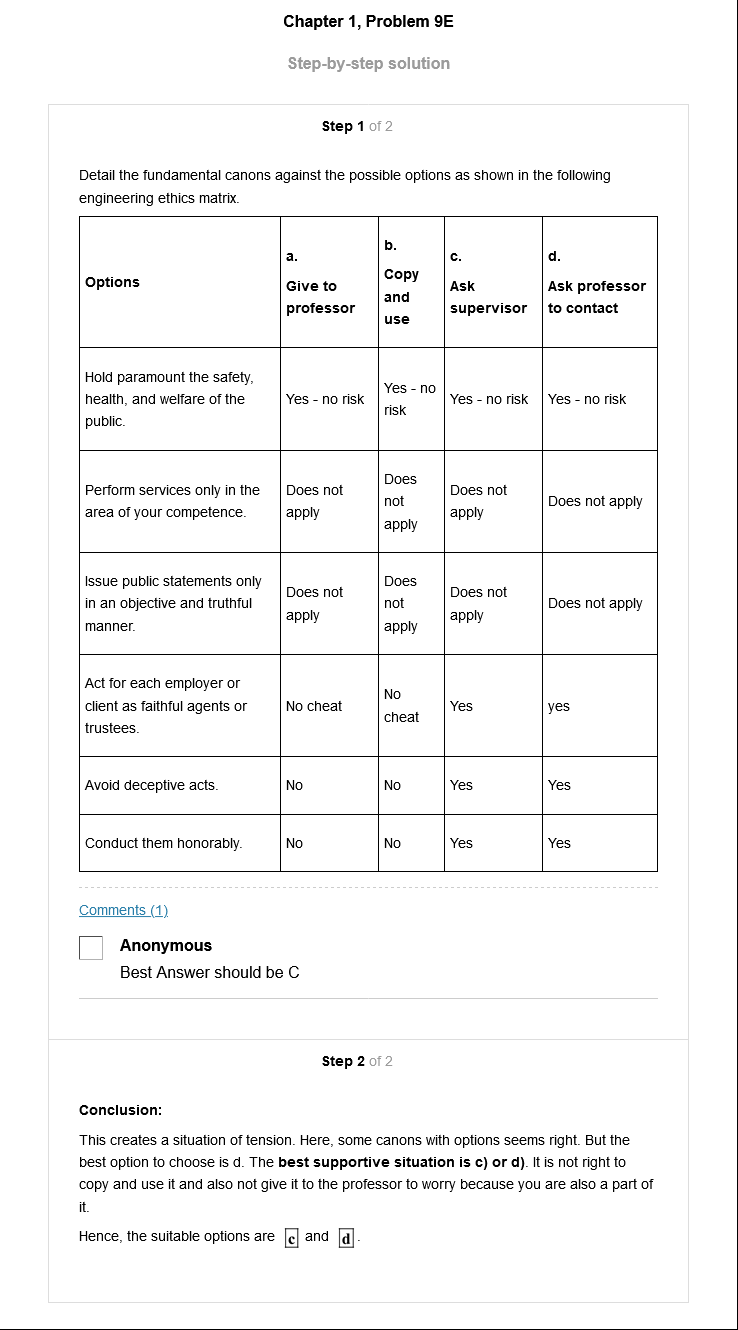 Chapter 1, Problem 9E
Step-by-step solution
Step 1 of 2
Detail the fundamental canons against the possible options as shown in the following
engineering ethics matrix.
Options
a.
Give to
professor
b.
Copy
and
use
c.
Ask
supervisor
d.
Ask professor
to contact
Hold paramount the safety,
health, and welfare of the
public.
Yes - no risk
Yes - no
risk
Yes - no risk
Yes - no risk
Perform services only in the
area of your competence.
Does not
apply
Does
not
apply
Does not
apply
Does not apply
Issue public statements only
in an objective and truthful
manner.
Does not
apply
Does
not
apply
Does not
apply
Does not apply
Act for each employer or
client as faithful agents or
trustees.
No cheat
No
cheat
Yes
yes
Avoid deceptive acts.
No
No
Yes
Yes
Conduct them honorably.
No
No
Yes
Yes
Comments (1)
Anonymous
Best Answer should be C
Step 2 of 2
Conclusion:
This creates a situation of tension. Here, some canons with options seems right. But the
best option to choose is d. The best supportive situation is c) or d). It is not right to
copy and use it and also not give it to the professor to worry because you are also a part of
it.
Hence, the suitable options are c and d.